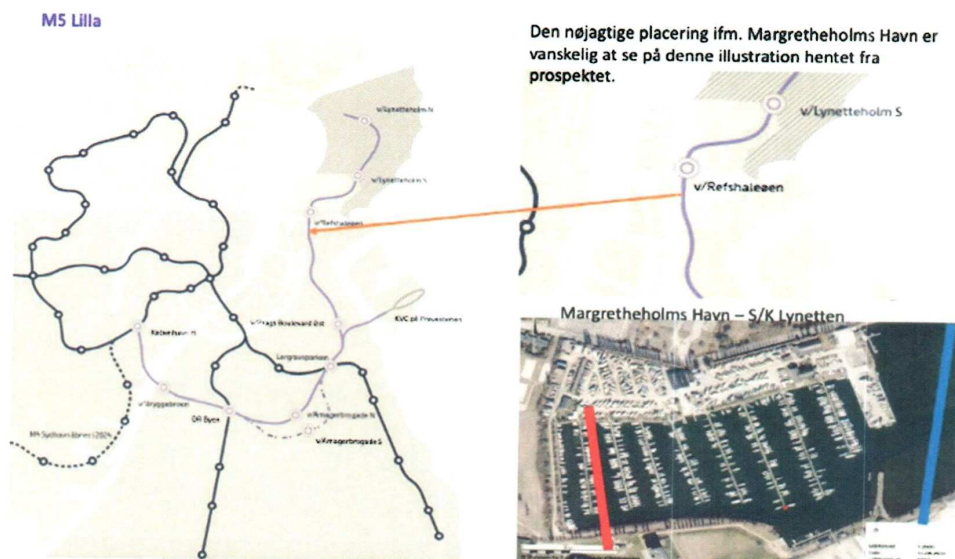 M5 Lilla
Den nøjagtige placering ifm. Margretheholms Havn er
vanskelig at se på denne illustration hentet fra
prospektet.
v/Lynetteholm N
v/Lynetteholm S
v/Refshaleøen
v/Prags Boulevard Øst
KVC på Prøvestenen
København H
Lergravsparken
v/Bryggebroen
DR Byen
v/Amagerbrogade N
v/Amagerbrogade S
M4 Sydhavn åbner i 2024
v/Lynetteholm S
v/Refshaleøen
Margretheholms Havn – S/K Lynetten